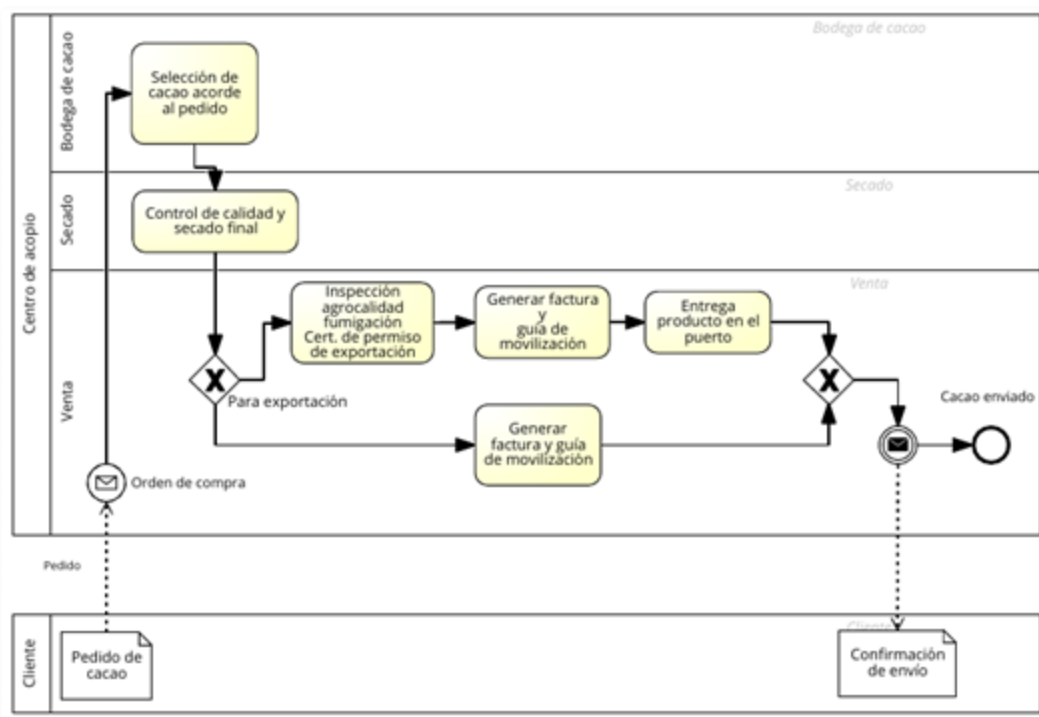 Bodega de cacao
Bodega de cacao
Selección de
cacao acorde
al pedido
Secado
Secado
Control de calidad y
secado final
Centro de acopio
Venta
Venta
Inspección
agrocalidad
fumigación
Cert. de permiso
de exportación
Generar factura
y
guía de
movilización
Entrega
producto en el
puerto
Para exportación
Cacao enviado
Generar
factura y guía
de movilización
Orden de compra
Pedido
Cliente
Cliente
Pedido de
cacao
Confirmación
de envío